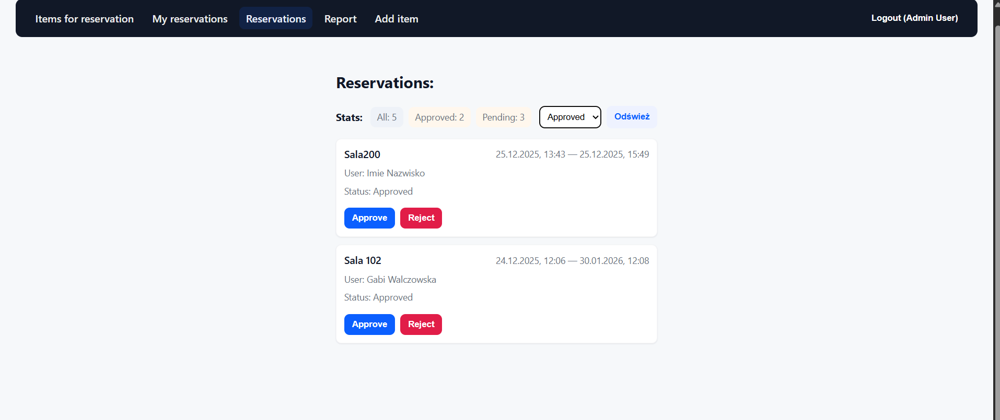 Items for reservation My reservations Reservations Report Add item Logout (Admin User)
Reservations:
Stats: All: 5 Approved: 2 Pending: 3 Approved Odśwież
Sala200 25.12.2025, 13:43 — 25.12.2025, 15:49
User: Imie Nazwisko
Status: Approved
Approve Reject
Sala 102 24.12.2025, 12:06 — 30.01.2026, 12:08
User: Gabi Walczowska
Status: Approved
Approve Reject